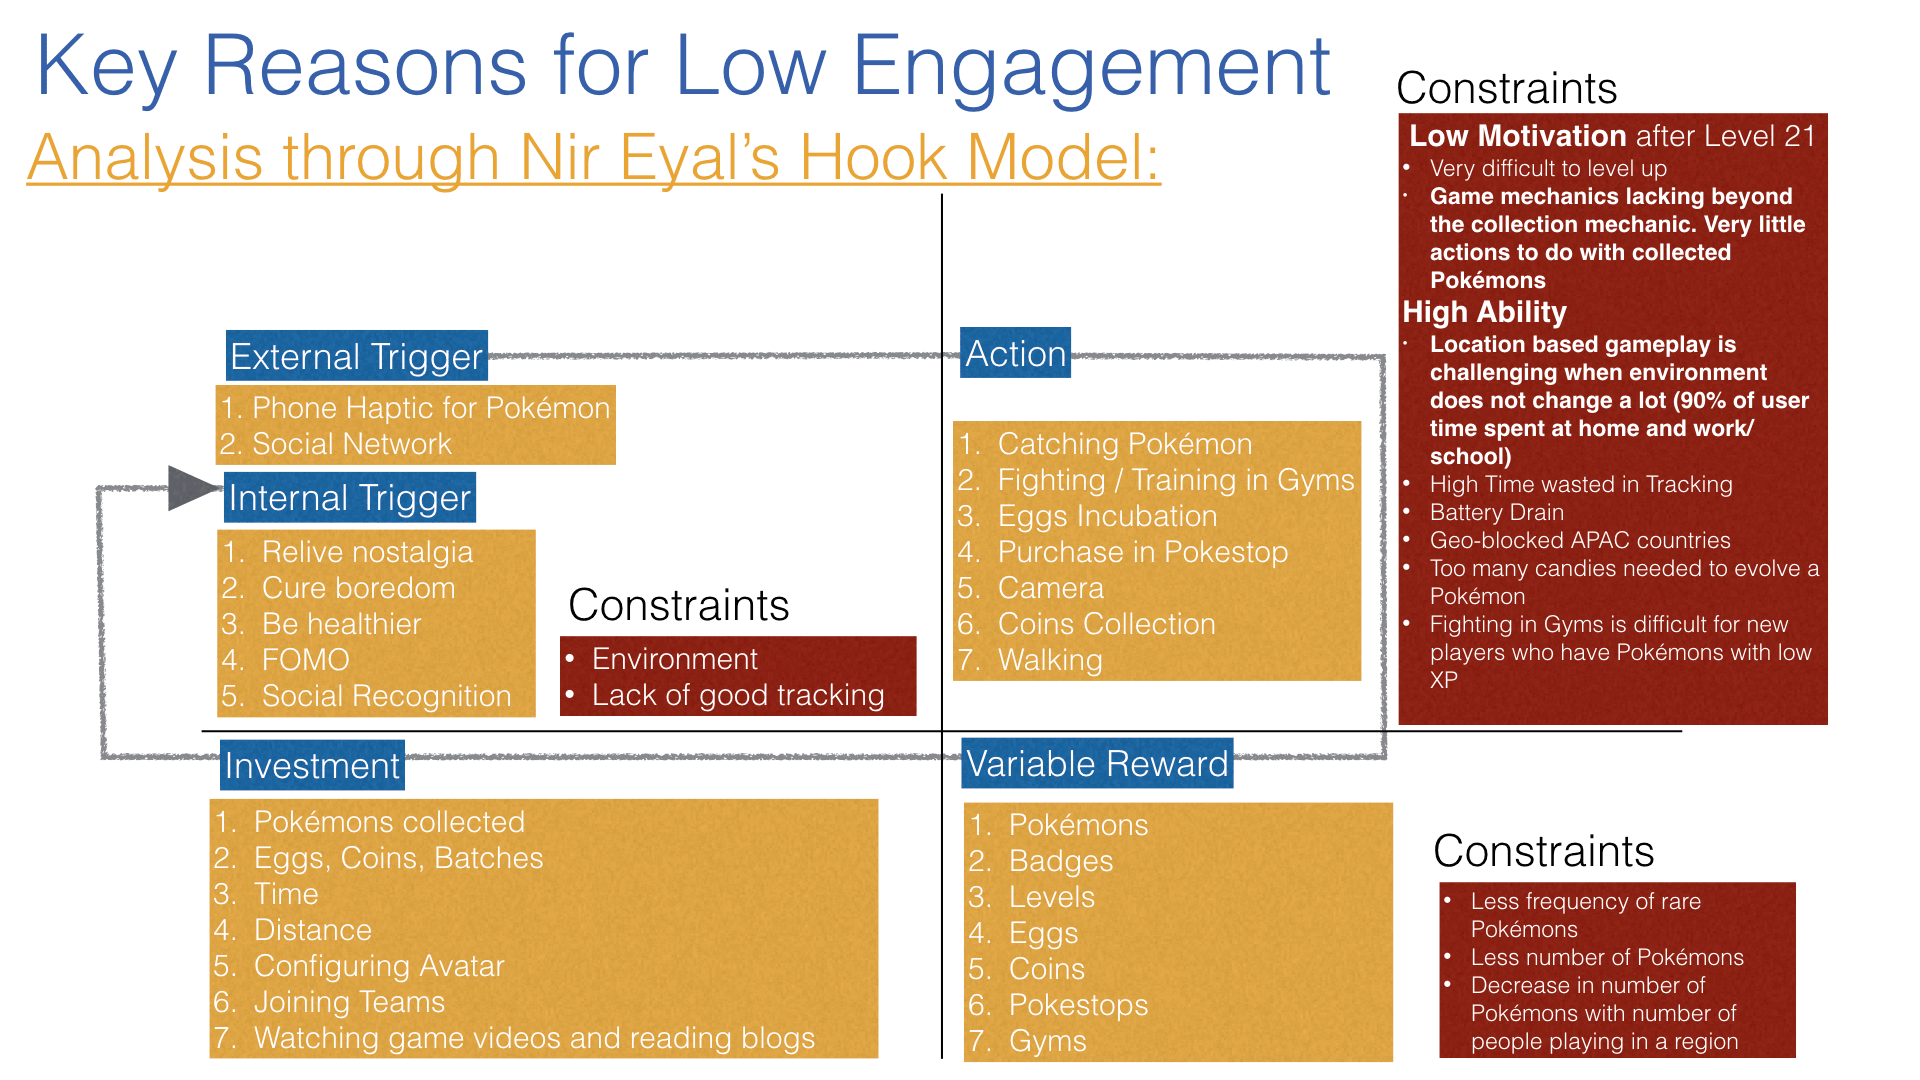 Key Reasons for Low Engagement
Analysis through Nir Eyal's Hook Model:
External Trigger
1. Phone Haptic for Pokémon
2. Social Network
Internal Trigger
1. Relive nostalgia
2. Cure boredom
3. Be healthier
4. FOMO
5. Social Recognition
Constraints
• Environment
• Lack of good tracking
Action
1. Catching Pokémon
2. Fighting / Training in Gyms
3. Eggs Incubation
4. Purchase in Pokestop
5. Camera
6. Coins Collection
7. Walking
Constraints
Low Motivation after Level 21
• Very difficult to level up
• Game mechanics lacking beyond
the collection mechanic. Very little
actions to do with collected
Pokémons
High Ability
• Location based gameplay is
challenging when environment
does not change a lot (90% of user
time spent at home and work/
school)
• High Time wasted in Tracking
• Battery Drain
• Geo-blocked APAC countries
• Too many candies needed to evolve a
Pokémon
• Fighting in Gyms is difficult for new
players who have Pokémons with low
XP
Investment
1. Pokémons collected
2. Eggs, Coins, Batches
3. Time
4. Distance
5. Configuring Avatar
6. Joining Teams
7. Watching game videos and reading blogs
Variable Reward
1. Pokémons
2. Badges
3. Levels
4. Eggs
5. Coins
6. Pokestops
7. Gyms
Constraints
• Less frequency of rare
Pokémons
• Less number of Pokémons
• Decrease in number of
Pokémons with number of
people playing in a region